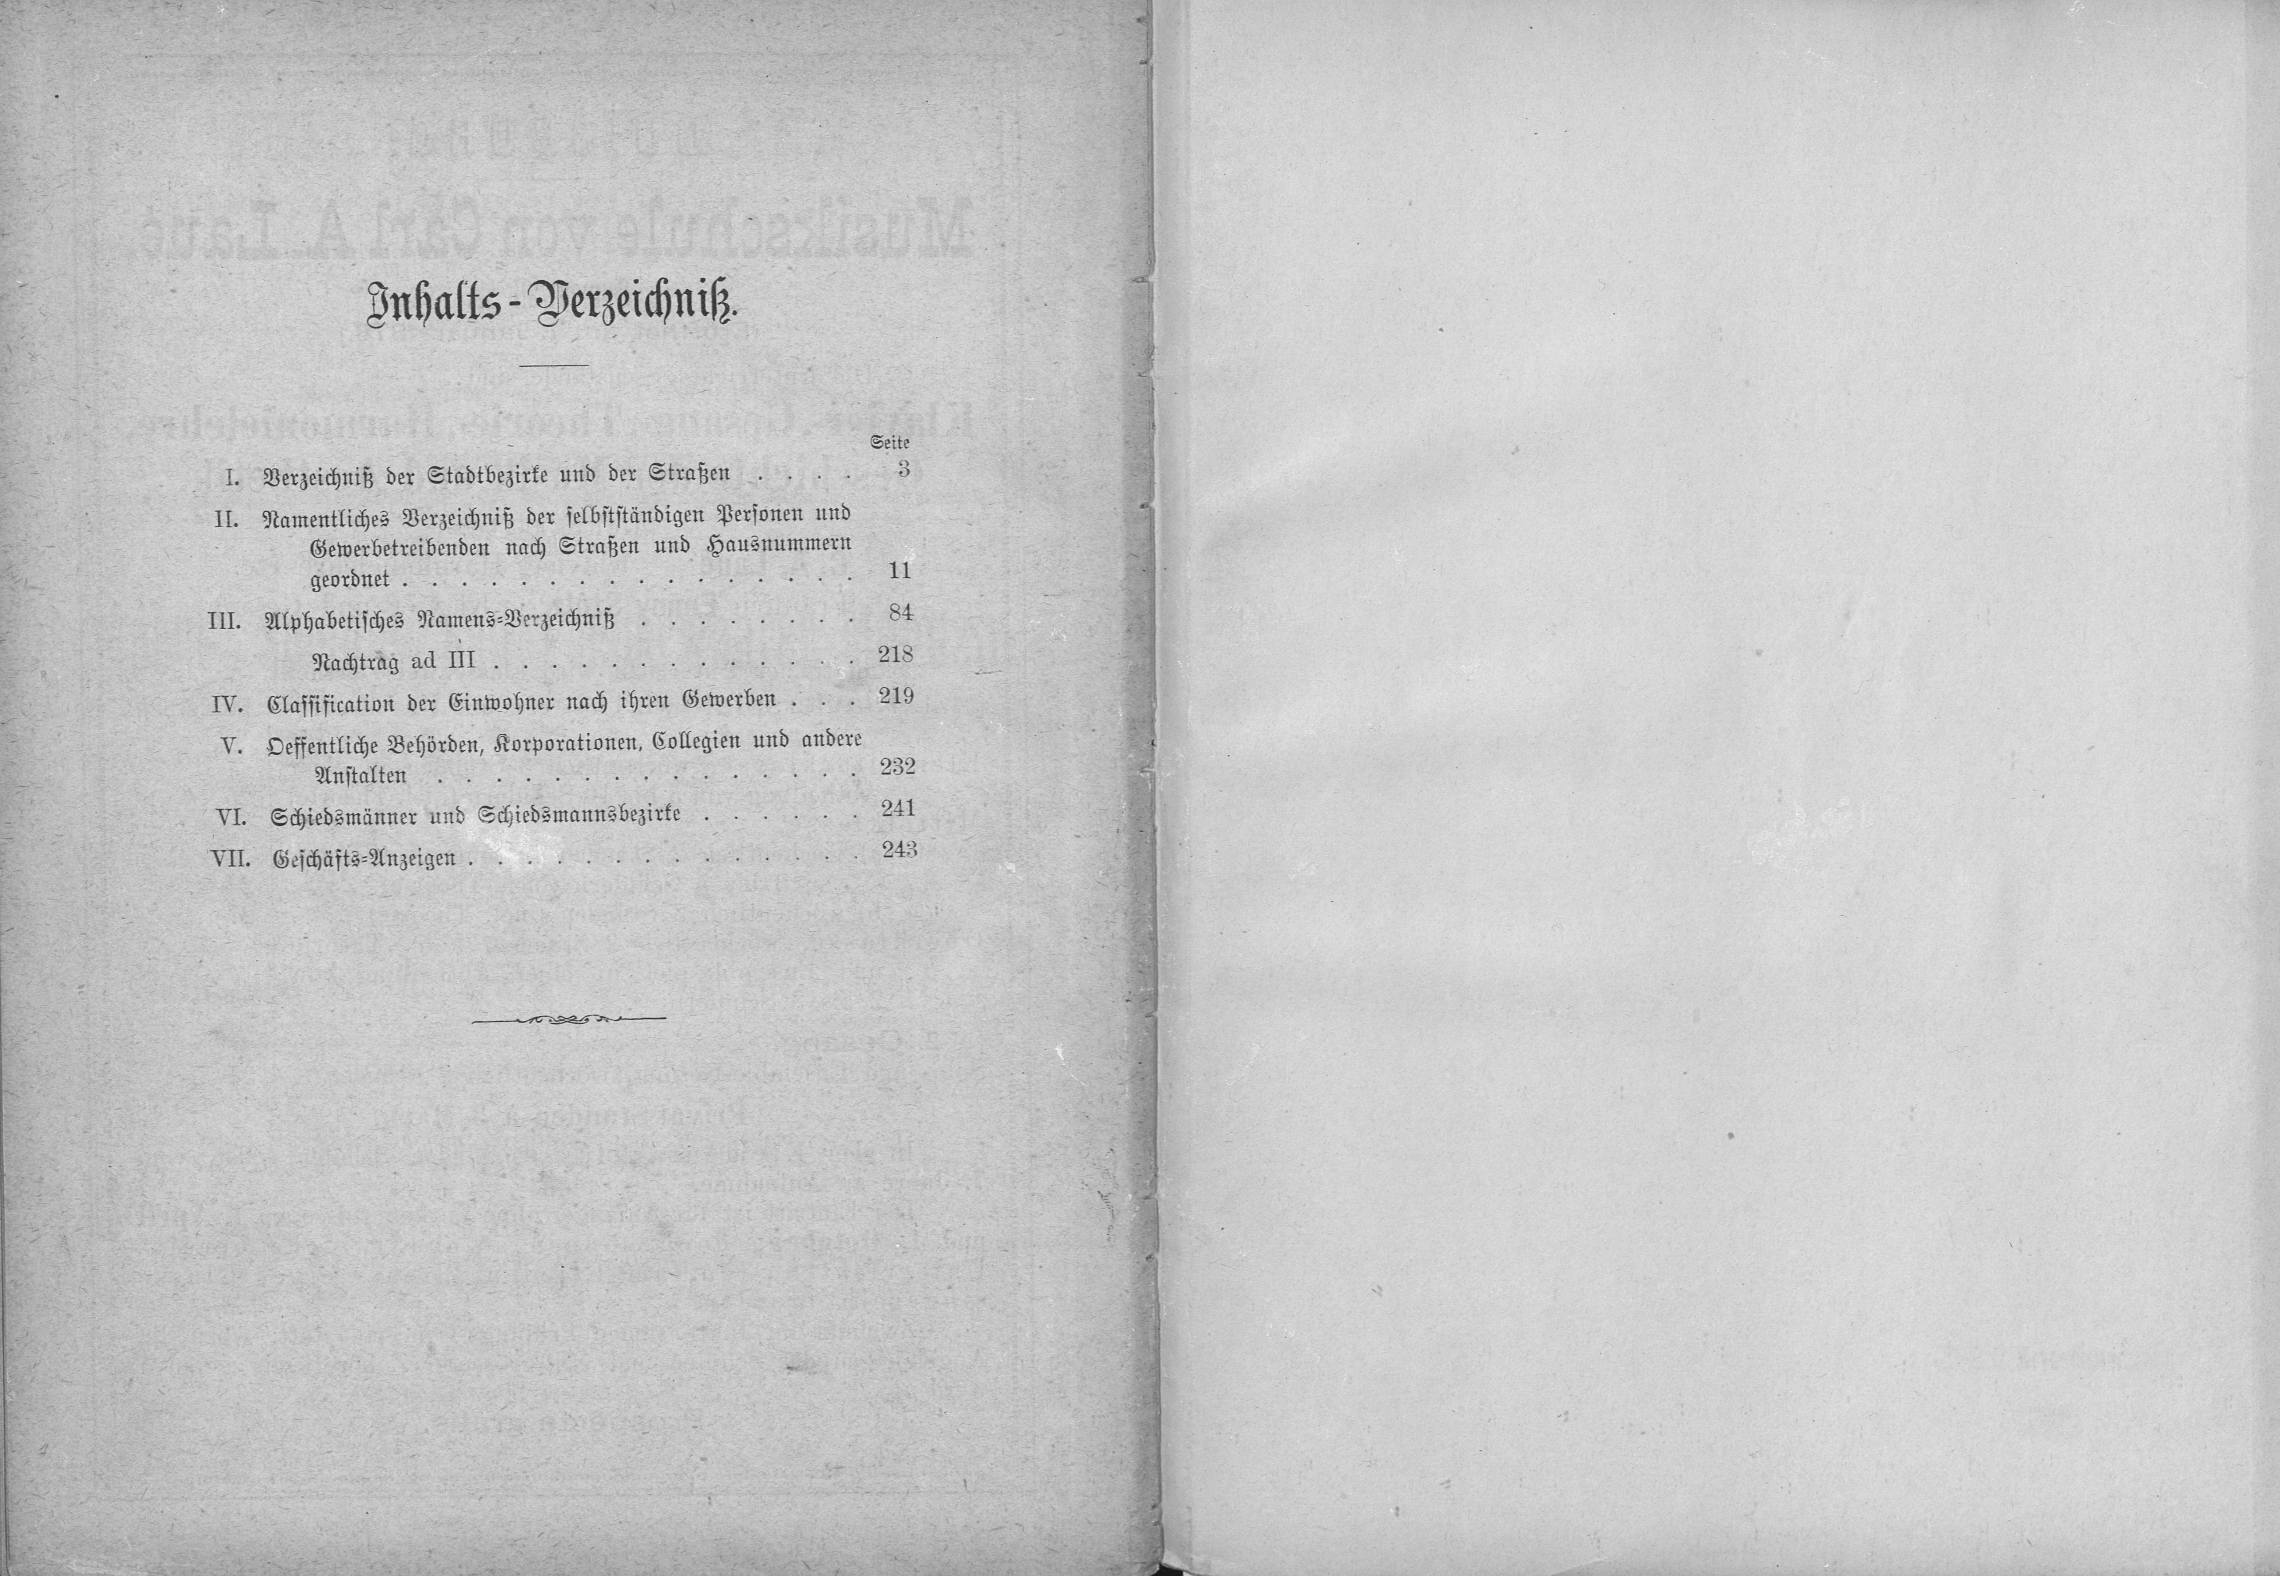 Inhalts-Verzeichniß.
Seite
I. Verzeichniß der Stadtbezirke und der Straßen . . . . 3
II. Namentliches Verzeichniß der selbstständigen Personen und
Gewerbetreibenden nach Straßen und Hausnummern
geordnet . . . . . . . . . . . . . . . . 11
III. Alphabetisches Namens-Verzeichniß . . . . . . . . 84
Nachtrag ad III . . . . . . . . . . . . . 218
IV. Classification der Einwohner nach ihren Gewerben . . . 219
V. Oeffentliche Behörden, Korporationen, Collegien und andere
Anstalten . . . . . . . . . . . . . . . 232
VI. Schiedsmänner und Schiedsmannsbezirke . . . . . . 241
VII. Geschäfts-Anzeigen . . . . . . . . . . . . . . 243